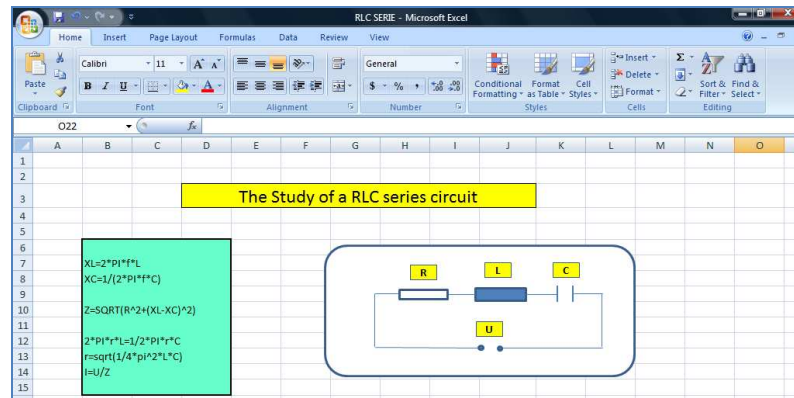 RLC SERIE - Microsoft Excel
Home Insert Page Layout Formulas Data Review View
Paste
Calibri 11 A A
B I U A
General
$ % , .0 .00 .00 .0
Conditional Formatting Format as Table Cell Styles
Insert
Delete
Format
Σ
Sort & Filter Find & Select
Clipboard Font Alignment Number Styles Cells Editing
O22 fx
A B C D E F G H I J K L M N O
1
2
3 The Study of a RLC series circuit
4
5
6
7 XL=2*PI*f*L
8 XC=1/(2*PI*f*C)
R L C
9
10 Z=SQRT(R^2+(XL-XC)^2)
11
U
12 2*PI*r*L=1/2*PI*r*C
13 r=sqrt(1/4*pi^2*L*C)
14 I=U/Z
15